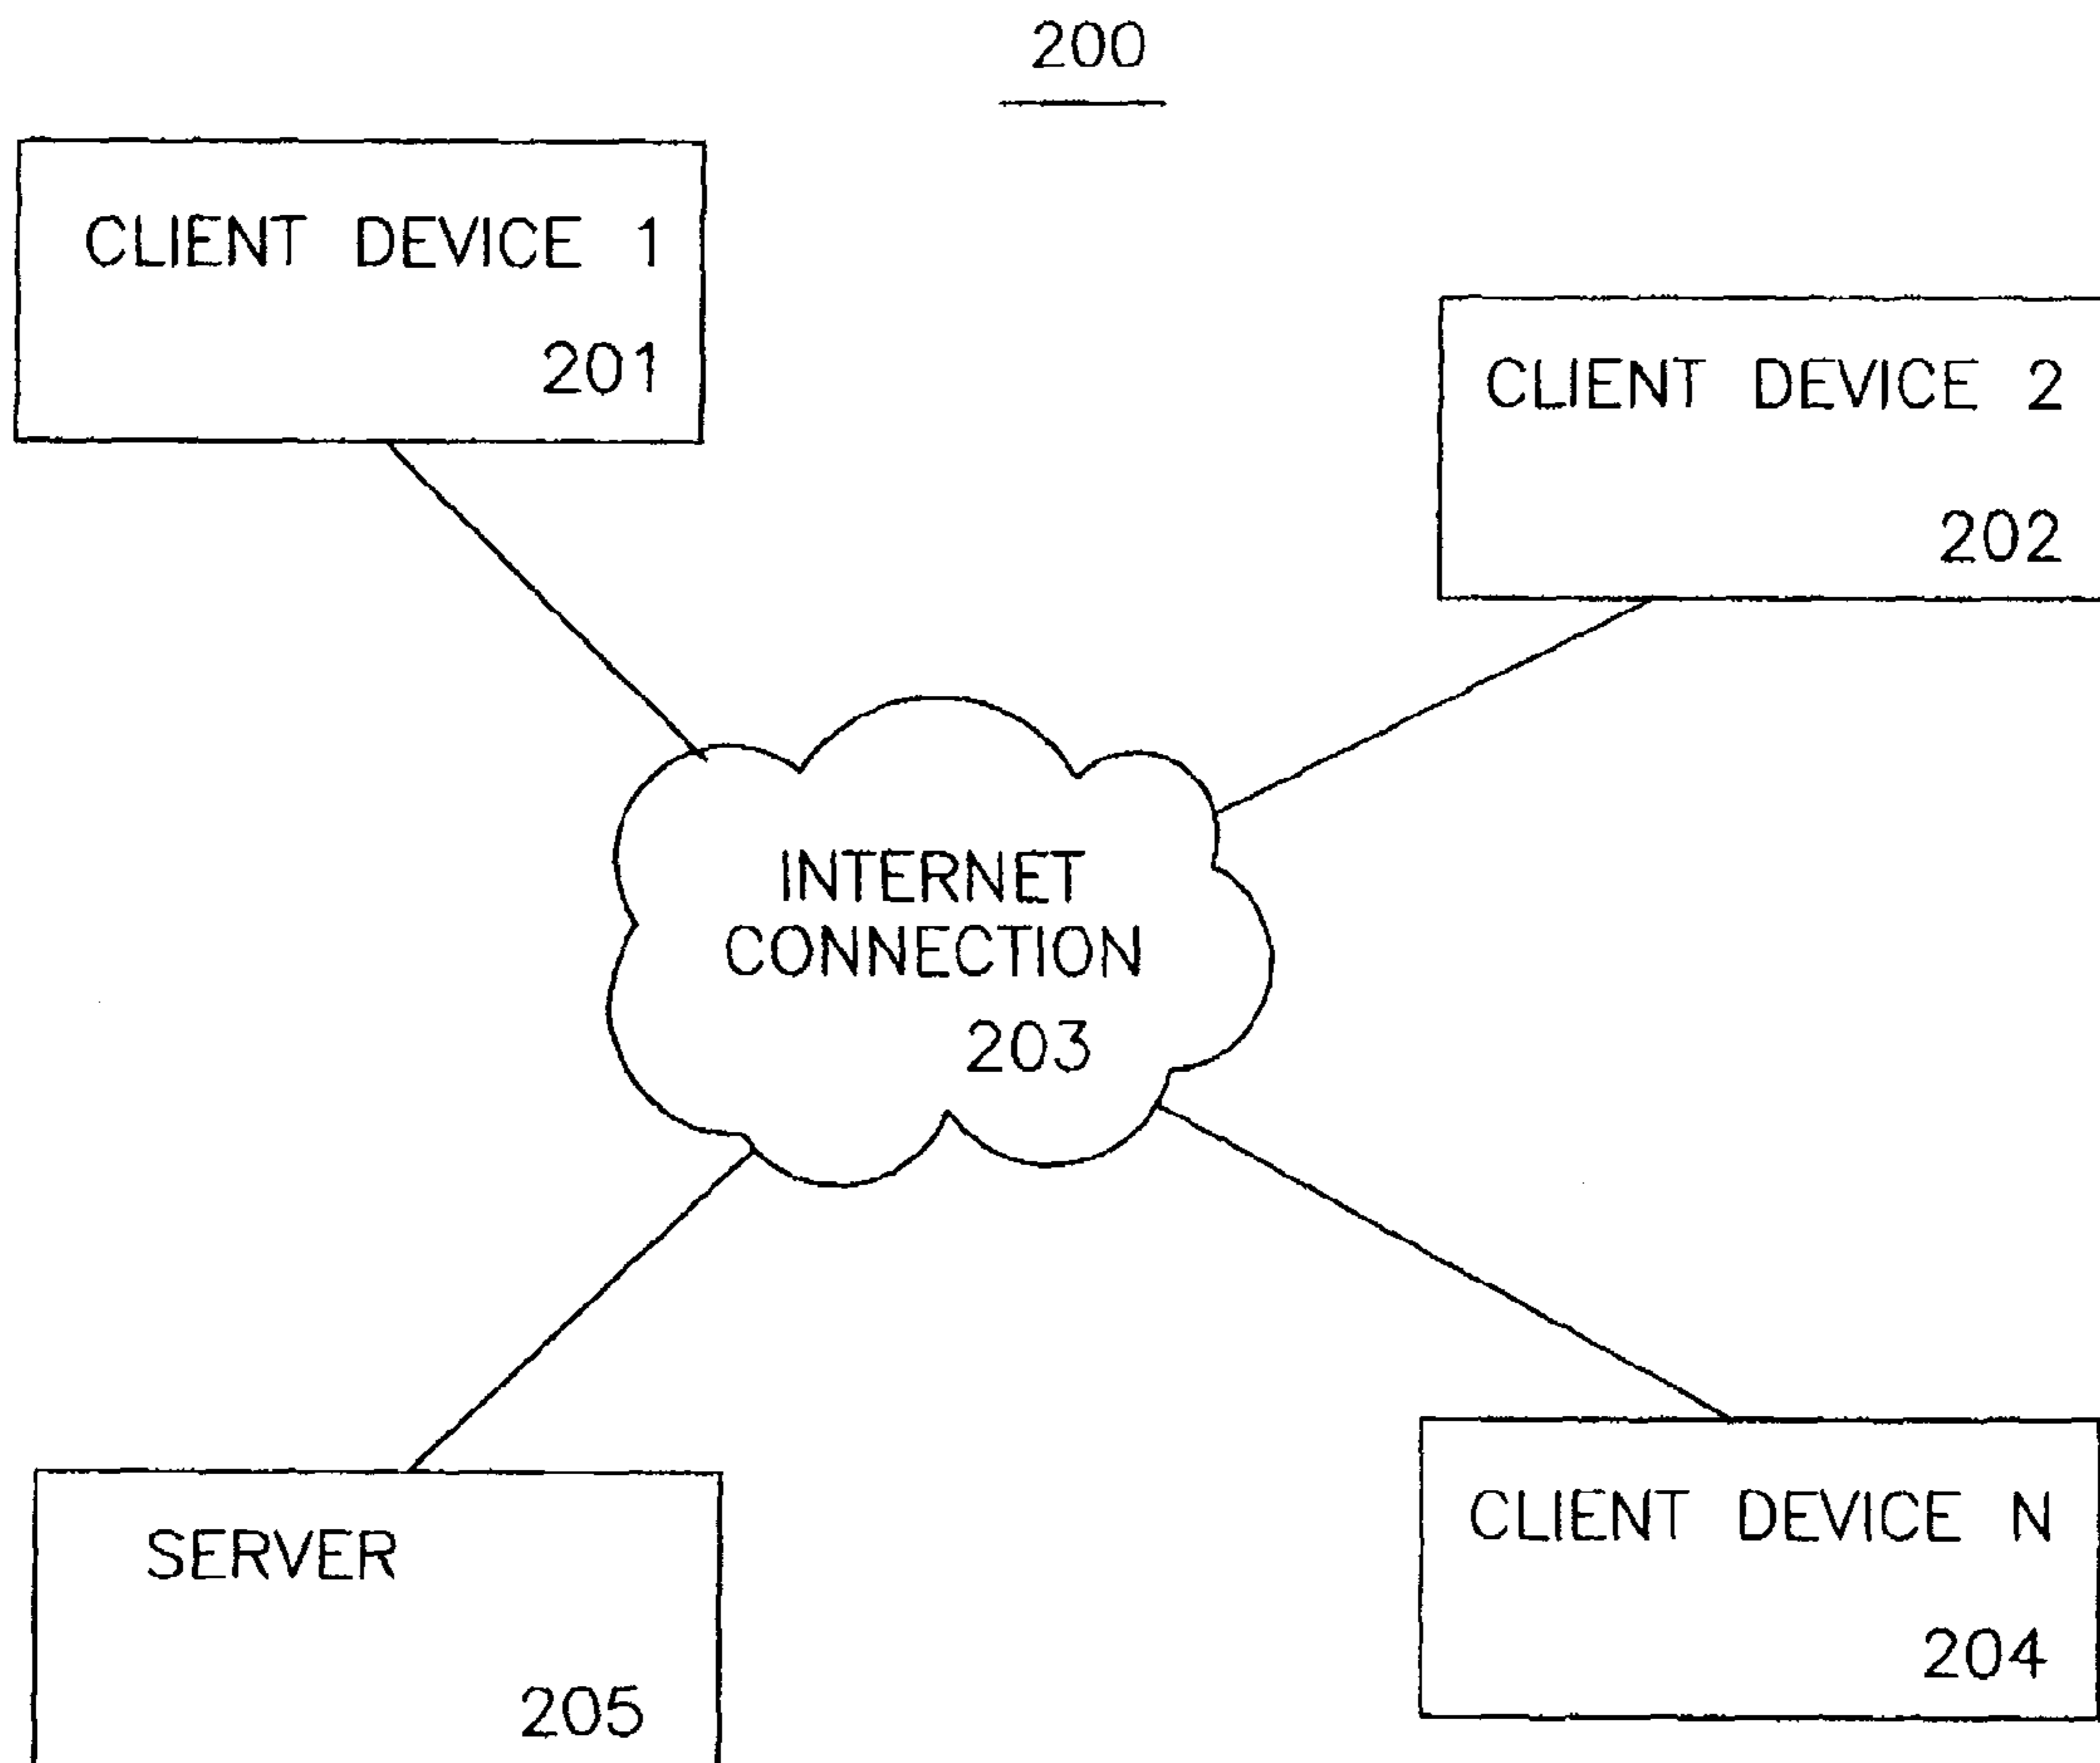 200
CLIENT DEVICE 1
201
CLIENT DEVICE 2
202
INTERNET
CONNECTION
203
SERVER
205
CLIENT DEVICE N
204